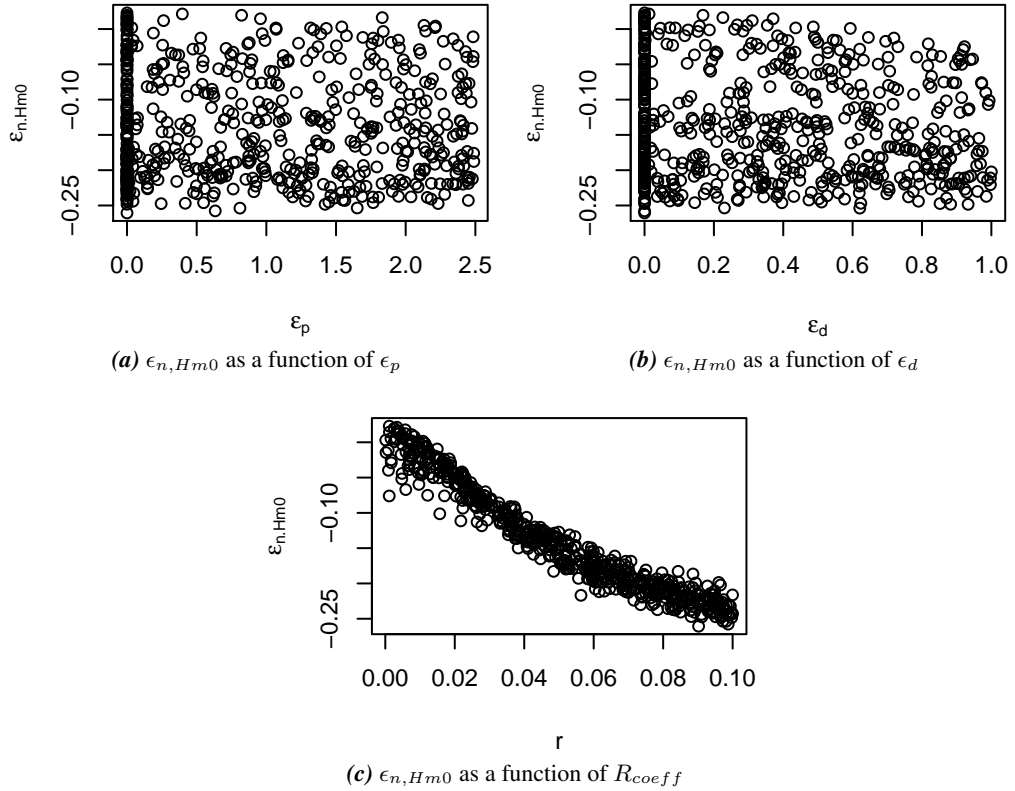 ε_n.Hm0
-0.10
-0.25
0.0 0.5 1.0 1.5 2.0 2.5
ε_p
(a) ϵ_n,Hm0 as a function of ϵ_p
ε_n.Hm0
-0.10
-0.25
0.0 0.2 0.4 0.6 0.8 1.0
ε_d
(b) ϵ_n,Hm0 as a function of ϵ_d
ε_n.Hm0
-0.10
-0.25
0.00 0.02 0.04 0.06 0.08 0.10
r
(c) ϵ_n,Hm0 as a function of R_coeff